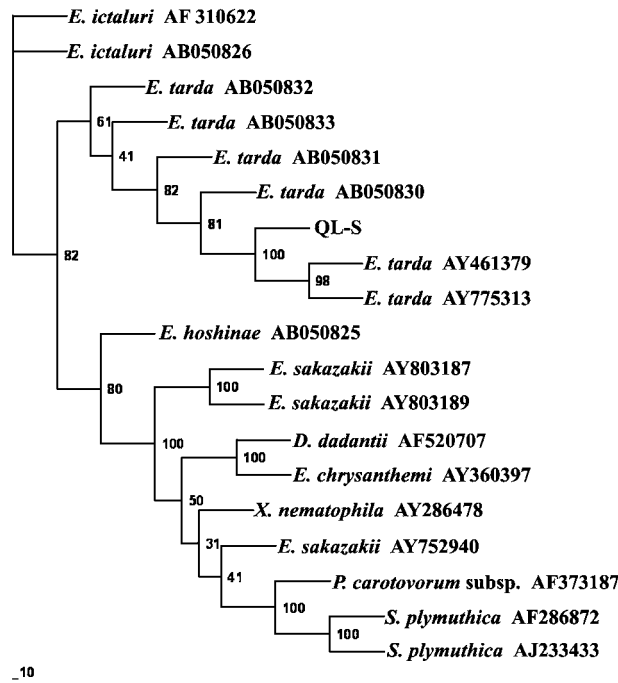 E. ictaluri AF 310622
E. ictaluri AB050826
E. tarda AB050832
61
E. tarda AB050833
41
E. tarda AB050831
82
E. tarda AB050830
81
QL-S
100
82
E. tarda AY461379
98
E. tarda AY775313
E. hoshinae AB050825
80
E. sakazakii AY803187
100
E. sakazakii AY803189
100
D. dadantii AF520707
100
E. chrysanthemi AY360397
50
X. nematophila AY286478
31
E. sakazakii AY752940
41
P. carotovorum subsp. AF373187
100
S. plymuthica AF286872
100
S. plymuthica AJ233433
_10